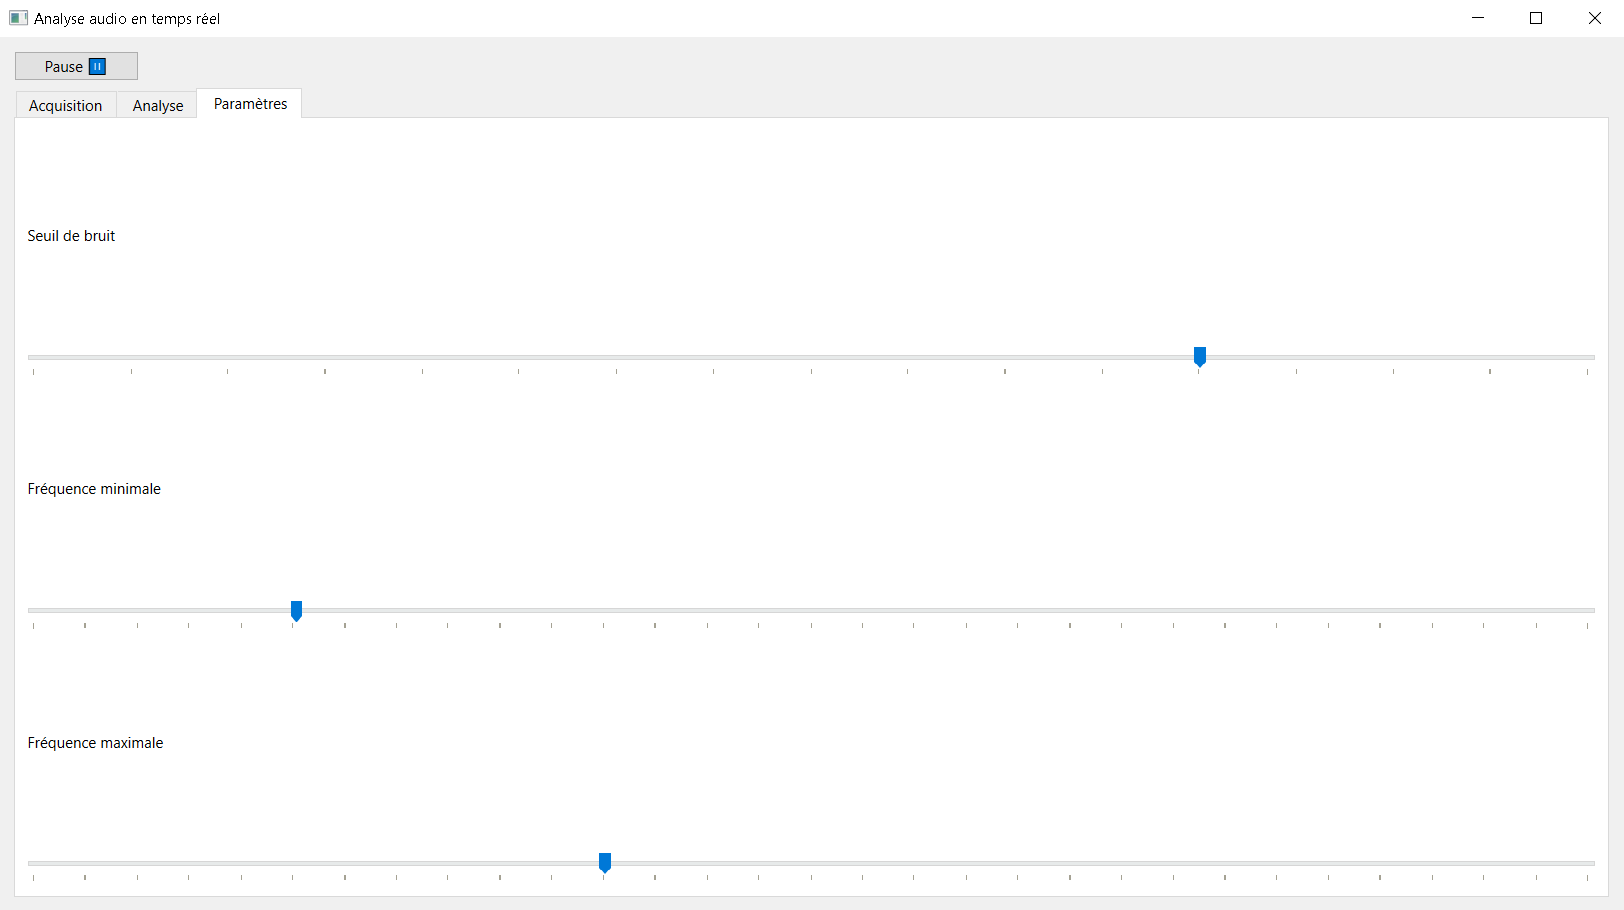 Analyse audio en temps réel
Pause ⏸
Acquisition
Analyse
Paramètres
Seuil de bruit
Fréquence minimale
Fréquence maximale